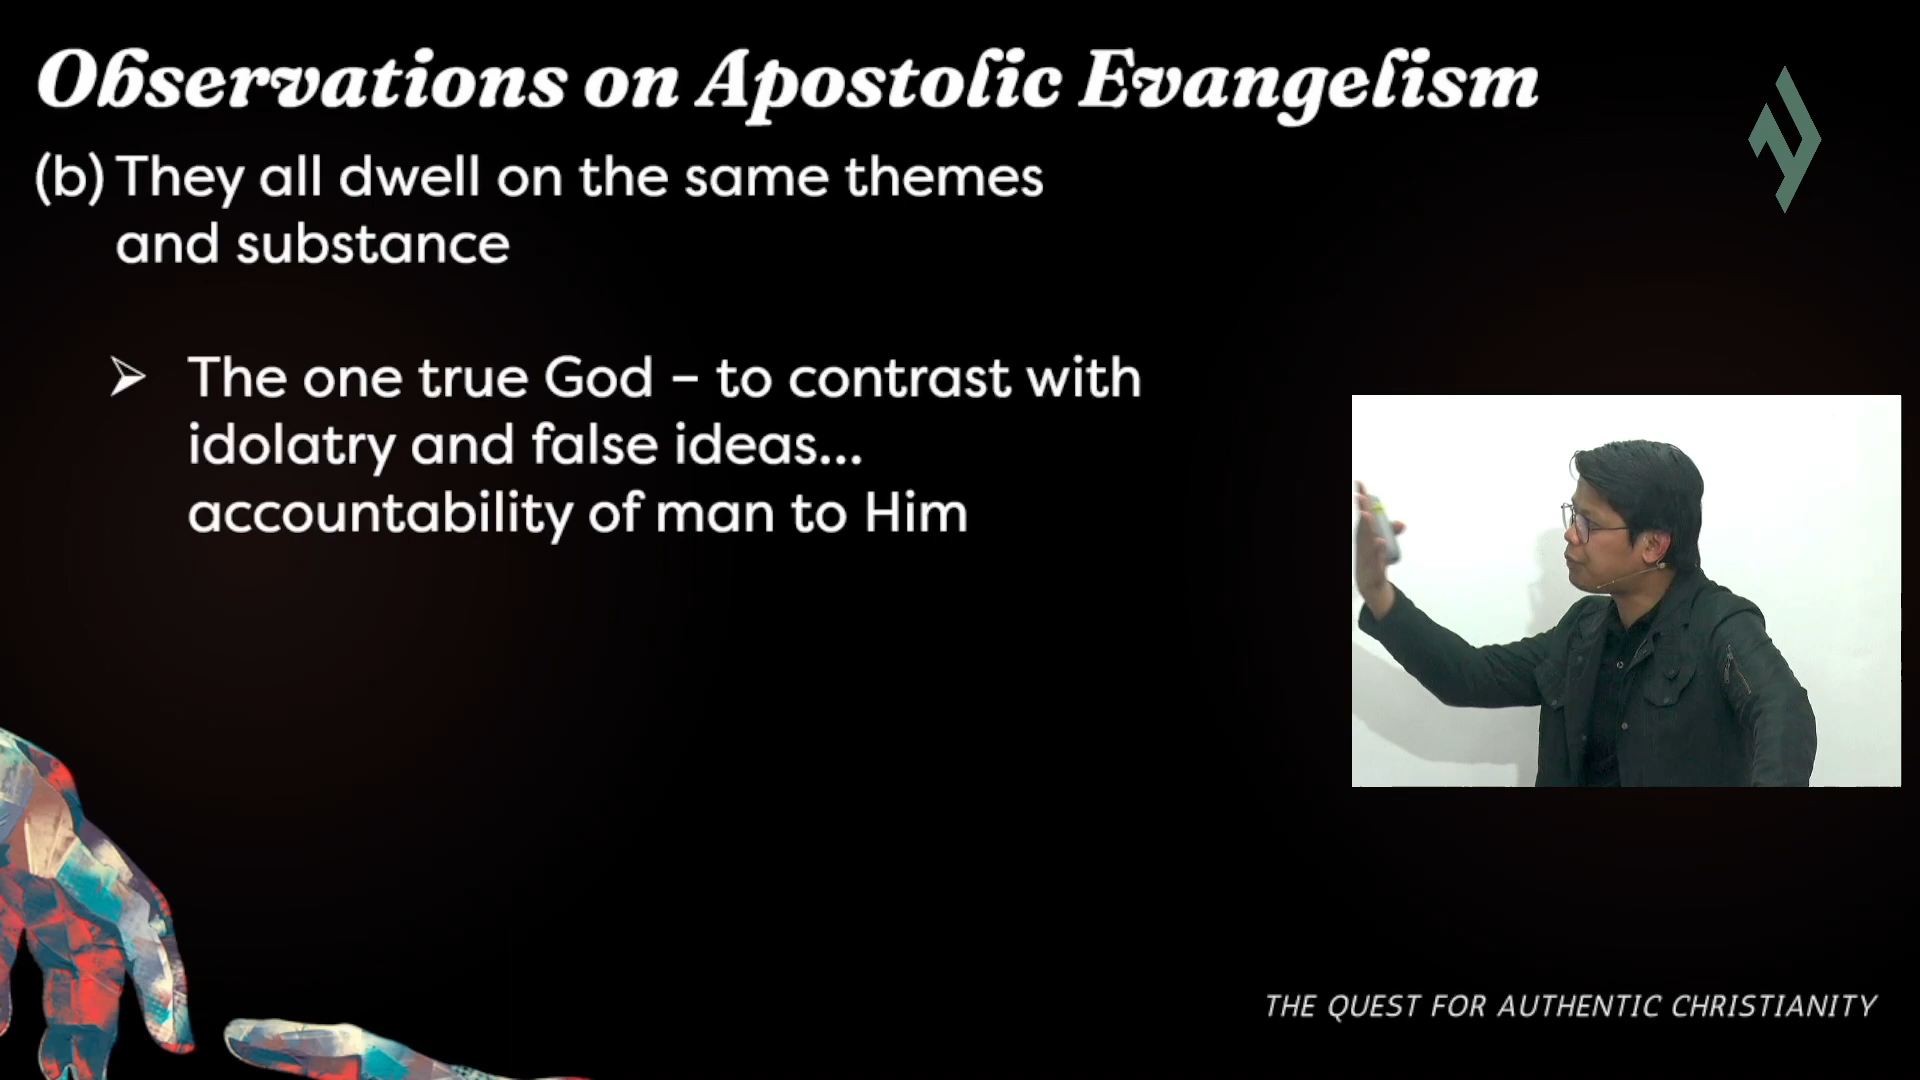 Observations on Apostolic Evangelism
(b) They all dwell on the same themes
and substance
➢ The one true God – to contrast with
idolatry and false ideas...
accountability of man to Him
THE QUEST FOR AUTHENTIC CHRISTIANITY